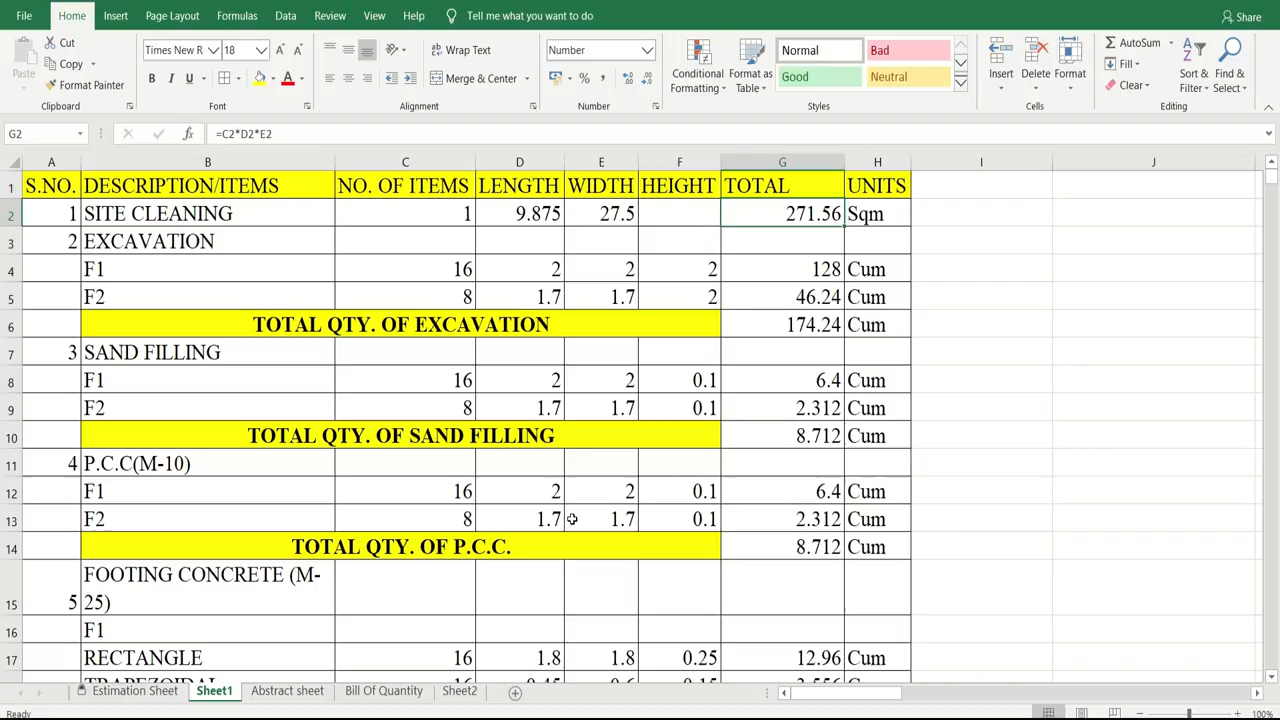 File Home Insert Page Layout Formulas Data Review View Help Tell me what you want to do Share
Paste Cut Copy Format Painter Clipboard
Times New R 18 B I U A Font
Wrap Text Merge & Center Alignment
Number % , Number
Conditional Formatting Format as Table
Normal Bad Good Neutral Styles
Insert Delete Format Cells
AutoSum Fill Clear Sort & Filter Find & Select Editing
G2 fx =C2*D2*E2
A B C D E F G H I J
1 S.NO. DESCRIPTION/ITEMS NO. OF ITEMS LENGTH WIDTH HEIGHT TOTAL UNITS
2 1 SITE CLEANING 1 9.875 27.5 271.56 Sqm
3 2 EXCAVATION
4 F1 16 2 2 2 128 Cum
5 F2 8 1.7 1.7 2 46.24 Cum
6 TOTAL QTY. OF EXCAVATION 174.24 Cum
7 3 SAND FILLING
8 F1 16 2 2 0.1 6.4 Cum
9 F2 8 1.7 1.7 0.1 2.312 Cum
10 TOTAL QTY. OF SAND FILLING 8.712 Cum
11 4 P.C.C(M-10)
12 F1 16 2 2 0.1 6.4 Cum
13 F2 8 1.7 1.7 0.1 2.312 Cum
14 TOTAL QTY. OF P.C.C. 8.712 Cum
FOOTING CONCRETE (M-
15 5 25)
16 F1
17 RECTANGLE 16 1.8 1.8 0.25 12.96 Cum
Estimation Sheet Sheet1 Abstract sheet Bill Of Quantity Sheet2
Ready 100%